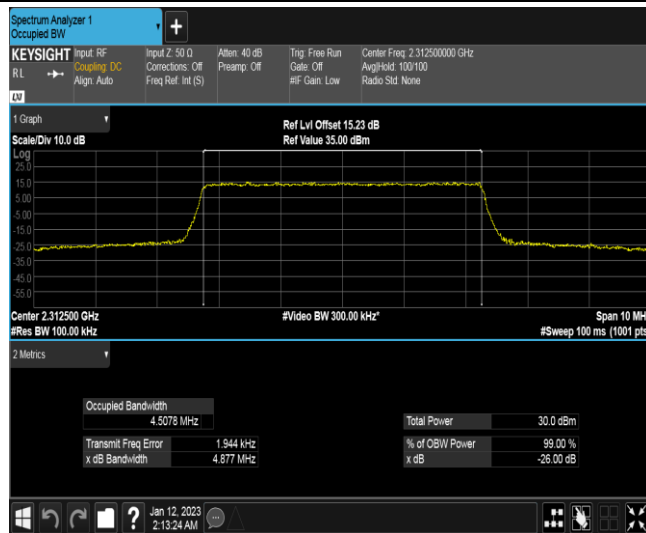 Spectrum Analyzer 1
Occupied BW
+
KEYSIGHT
RL
Input: RF
Coupling: DC
Align: Auto
Input Z: 50 Ω
Corrections: Off
Freq Ref: Int (S)
Atten: 40 dB
Preamp: Off
Trig: Free Run
Gate: Off
#IF Gain: Low
Center Freq: 2.312500000 GHz
Avg|Hold: 100/100
Radio Std: None
1 Graph
Scale/Div 10.0 dB
Ref Lvl Offset 15.23 dB
Ref Value 35.00 dBm
Log
25.0
15.0
5.00
-5.00
-15.0
-25.0
-35.0
-45.0
-55.0
Center 2.312500 GHz
#Res BW 100.00 kHz
#Video BW 300.00 kHz*
Span 10 MH
#Sweep 100 ms (1001 pts
2 Metrics
Occupied Bandwidth
4.5078 MHz
Total Power 30.0 dBm
Transmit Freq Error 1.944 kHz
% of OBW Power 99.00 %
x dB Bandwidth 4.877 MHz
x dB -26.00 dB
?
Jan 12, 2023
2:13:24 AM